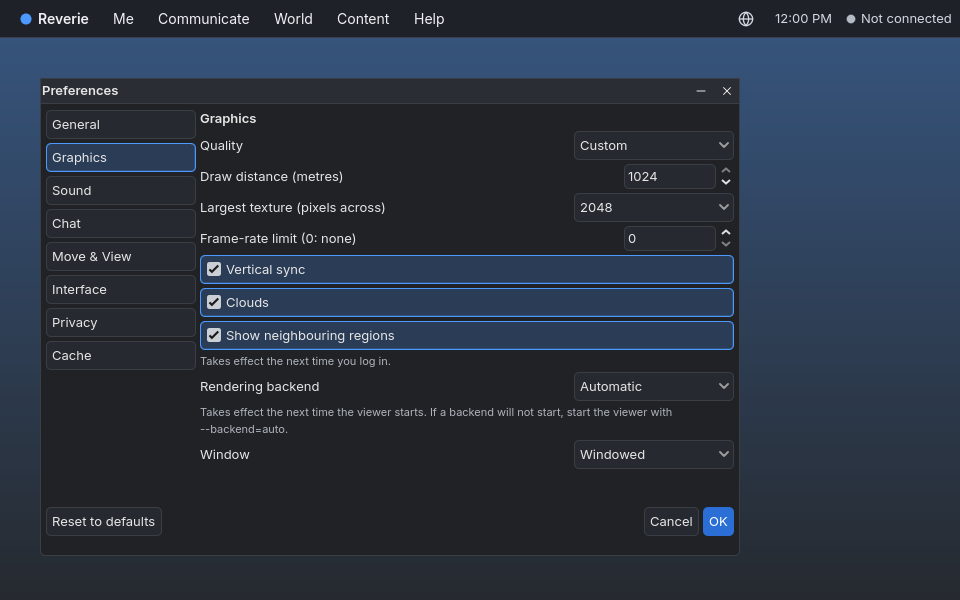 Reverie Me Communicate World Content Help 12:00 PM Not connected
Preferences
General
Graphics
Sound
Chat
Move & View
Interface
Privacy
Cache
Graphics
Quality Custom
Draw distance (metres) 1024
Largest texture (pixels across) 2048
Frame-rate limit (0: none) 0
Vertical sync
Clouds
Show neighbouring regions
Takes effect the next time you log in.
Rendering backend Automatic
Takes effect the next time the viewer starts. If a backend will not start, start the viewer with
--backend=auto.
Window Windowed
Reset to defaults Cancel OK